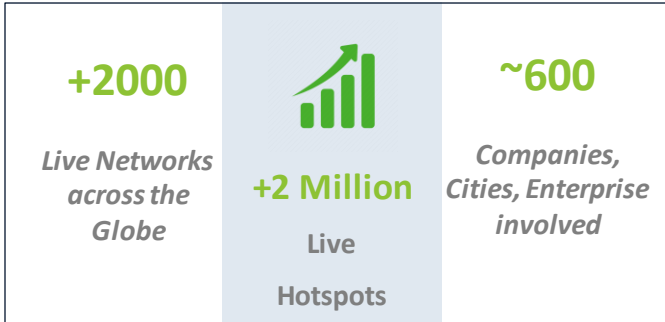 +2000
Live Networks
across the
Globe
+2 Million
Live
Hotspots
~600
Companies,
Cities, Enterprise
involved